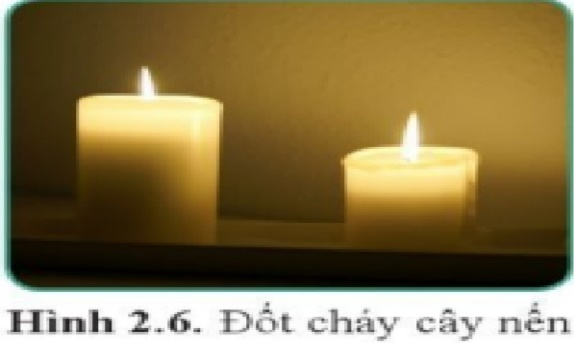 Hình 2.6. Đốt cháy cây nến